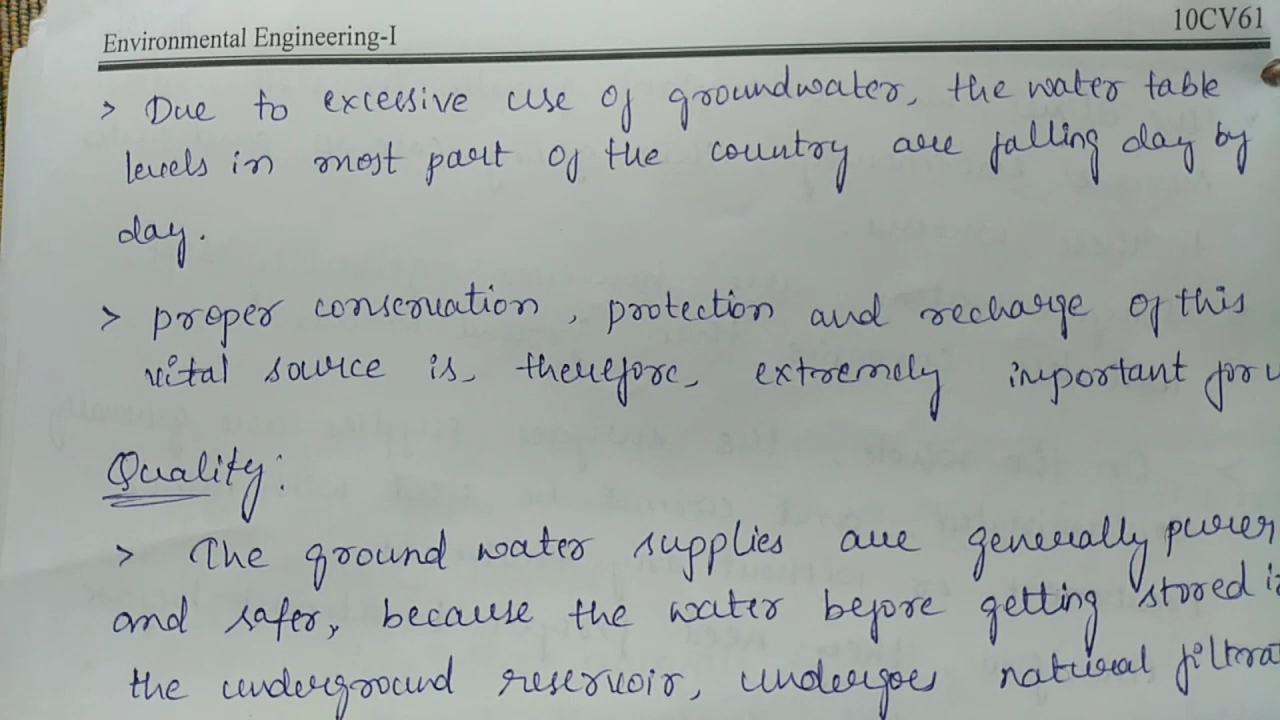 Environmental Engineering-I
10CV61
> Due to excessive use of groundwater, the water table
levels in most part of the country are falling day by
day.
> proper conservation, protection and recharge of this
vital source is, therefore, extremely important for
Quality:
> The ground water supplies are generally purer
and safer, because the water before getting stored
the underground reservoir, undergoes natural